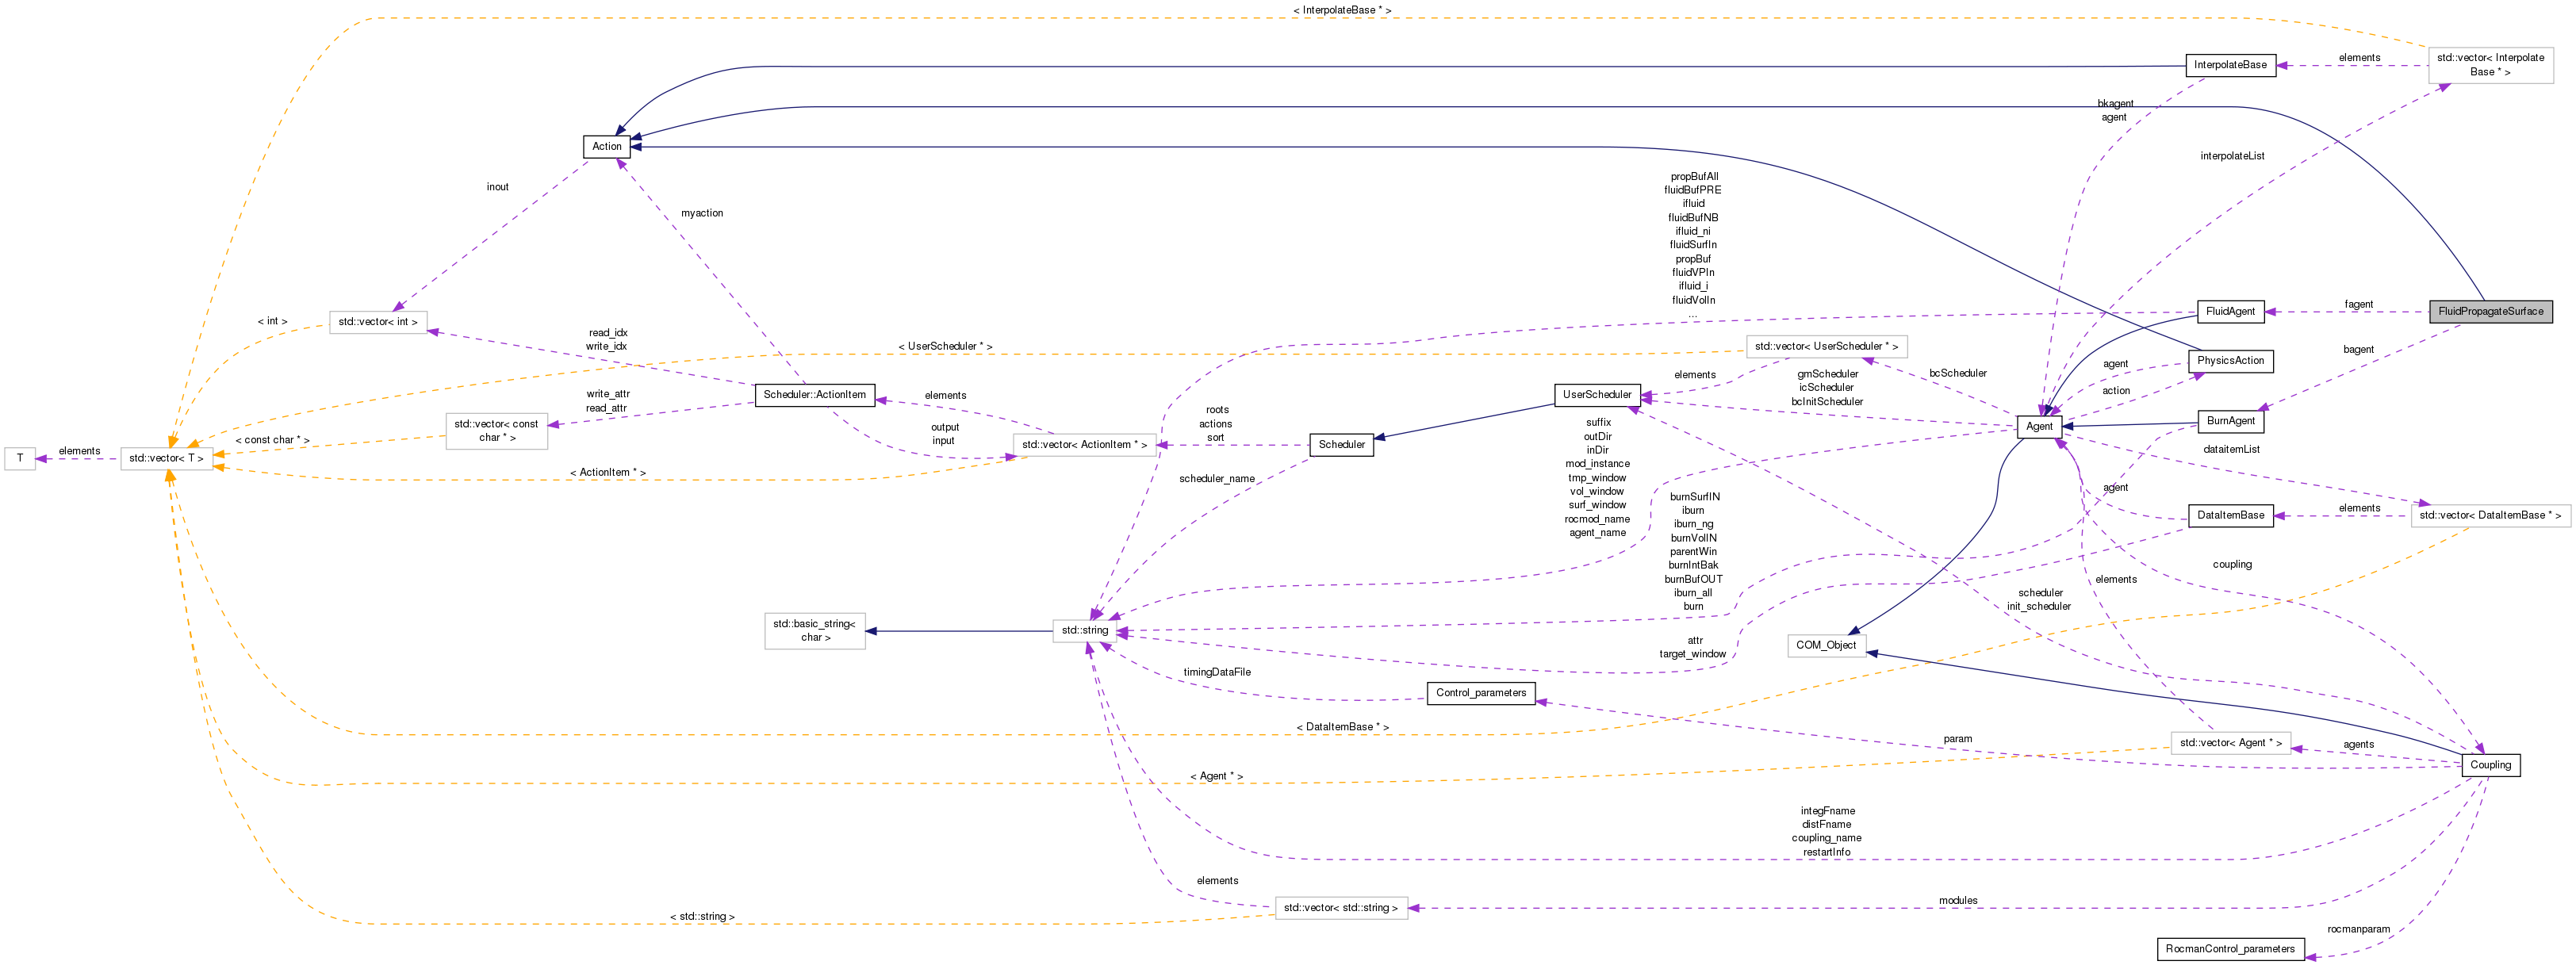 < InterpolateBase * >
InterpolateBase
elements
std::vector< Interpolate
Base * >
bkagent
agent
Action
interpolateList
inout
myaction
propBufAll
fluidBufPRE
ifluid
fluidBufNB
ifluid_ni
fluidSurfIn
propBuf
fluidVPIn
ifluid_i
fluidVolIn
...
FluidAgent
fagent
FluidPropagateSurface
< int >
std::vector< int >
read_idx
write_idx
< UserScheduler * >
std::vector< UserScheduler * >
bagent
PhysicsAction
agent
action
elements
gmScheduler
icScheduler
bcInitScheduler
bcScheduler
Scheduler::ActionItem
elements
UserScheduler
write_attr
read_attr
roots
actions
sort
std::vector< const
char * >
< const char * >
output
input
std::vector< ActionItem * >
Scheduler
suffix
outDir
inDir
mod_instance
tmp_window
vol_window
surf_window
rocmod_name
agent_name
Agent
BurnAgent
dataitemList
T
elements
std::vector< T >
< ActionItem * >
scheduler_name
agent
burnSurfIN
iburn
iburn_ng
burnVolIN
parentWin
burnIntBak
burnBufOUT
iburn_all
burn
DataItemBase
elements
std::vector< DataItemBase * >
coupling
elements
scheduler
init_scheduler
std::basic_string<
char >
std::string
COM_Object
attr
target_window
timingDataFile
Control_parameters
< DataItemBase * >
param
std::vector< Agent * >
agents
Coupling
< Agent * >
integFname
distFname
coupling_name
restartInfo
elements
std::vector< std::string >
modules
< std::string >
rocmanparam
RocmanControl_parameters